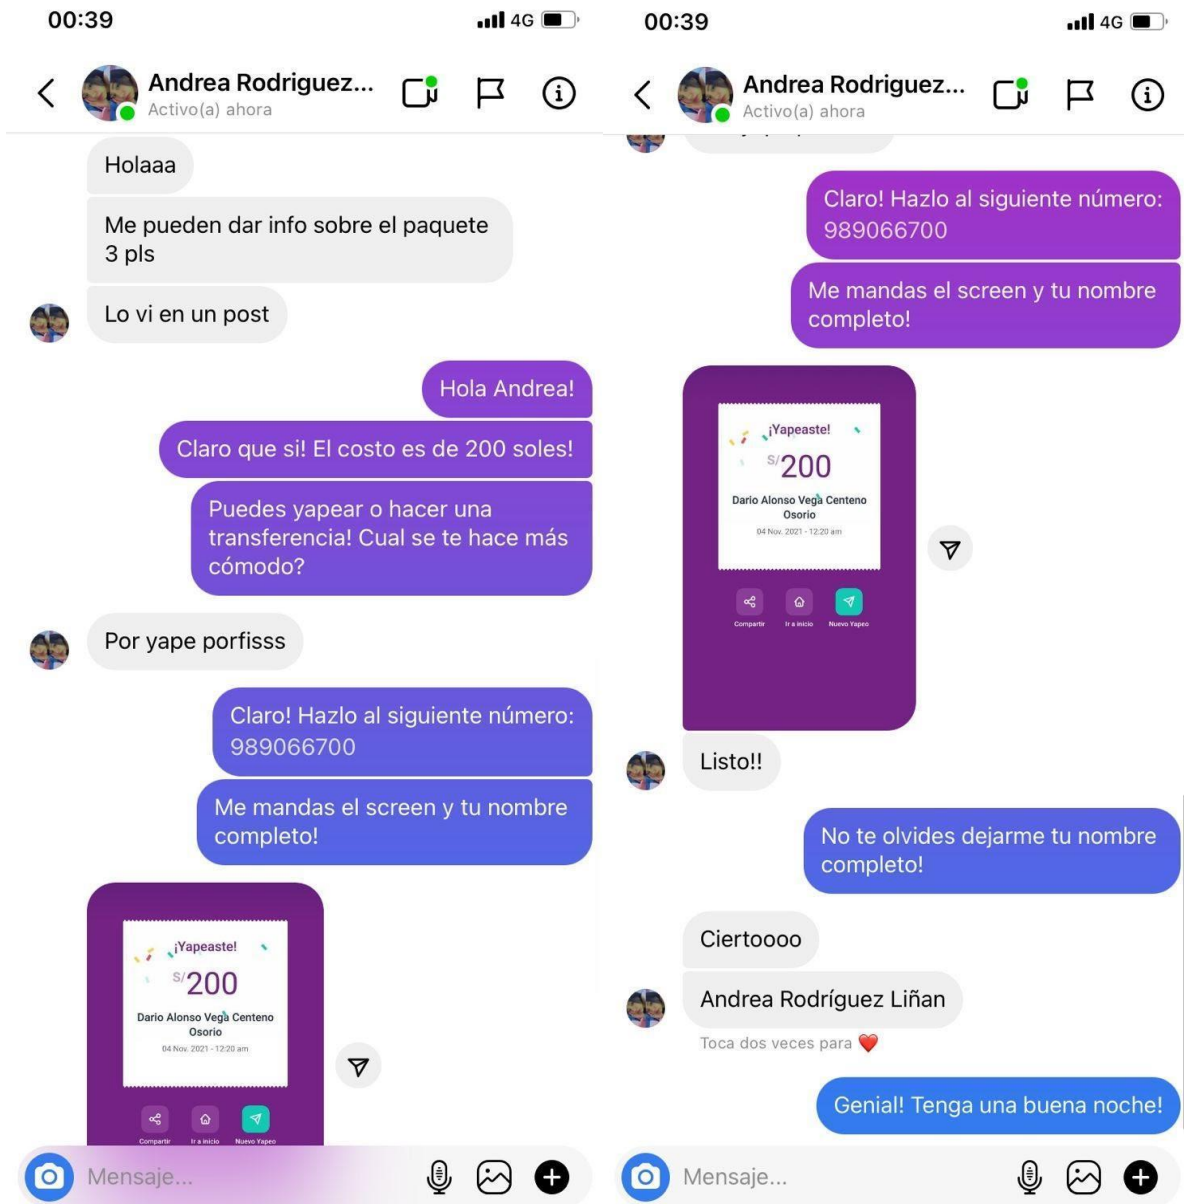 00:39
4G
Andrea Rodriguez...
Activo(a) ahora
Holaaa
Me pueden dar info sobre el paquete
3 pls
Lo vi en un post
Hola Andrea!
Claro que si! El costo es de 200 soles!
Puedes yapear o hacer una
transferencia! Cual se te hace más
cómodo?
Por yape porfisss
Claro! Hazlo al siguiente número:
989066700
Me mandas el screen y tu nombre
completo!
¡Yapeaste!
S/200
Dario Alonso Vega Centeno
Osorio
04 Nov. 2021 - 12:20 am
Compartir Ir a inicio Nuevo Yapeo
Mensaje...
00:39
4G
Andrea Rodriguez...
Activo(a) ahora
Claro! Hazlo al siguiente número:
989066700
Me mandas el screen y tu nombre
completo!
¡Yapeaste!
S/200
Dario Alonso Vega Centeno
Osorio
04 Nov. 2021 - 12:20 am
Compartir Ir a inicio Nuevo Yapeo
Listo!!
No te olvides dejarme tu nombre
completo!
Ciertoooo
Andrea Rodríguez Liñan
Toca dos veces para ❤️
Genial! Tenga una buena noche!
Mensaje...